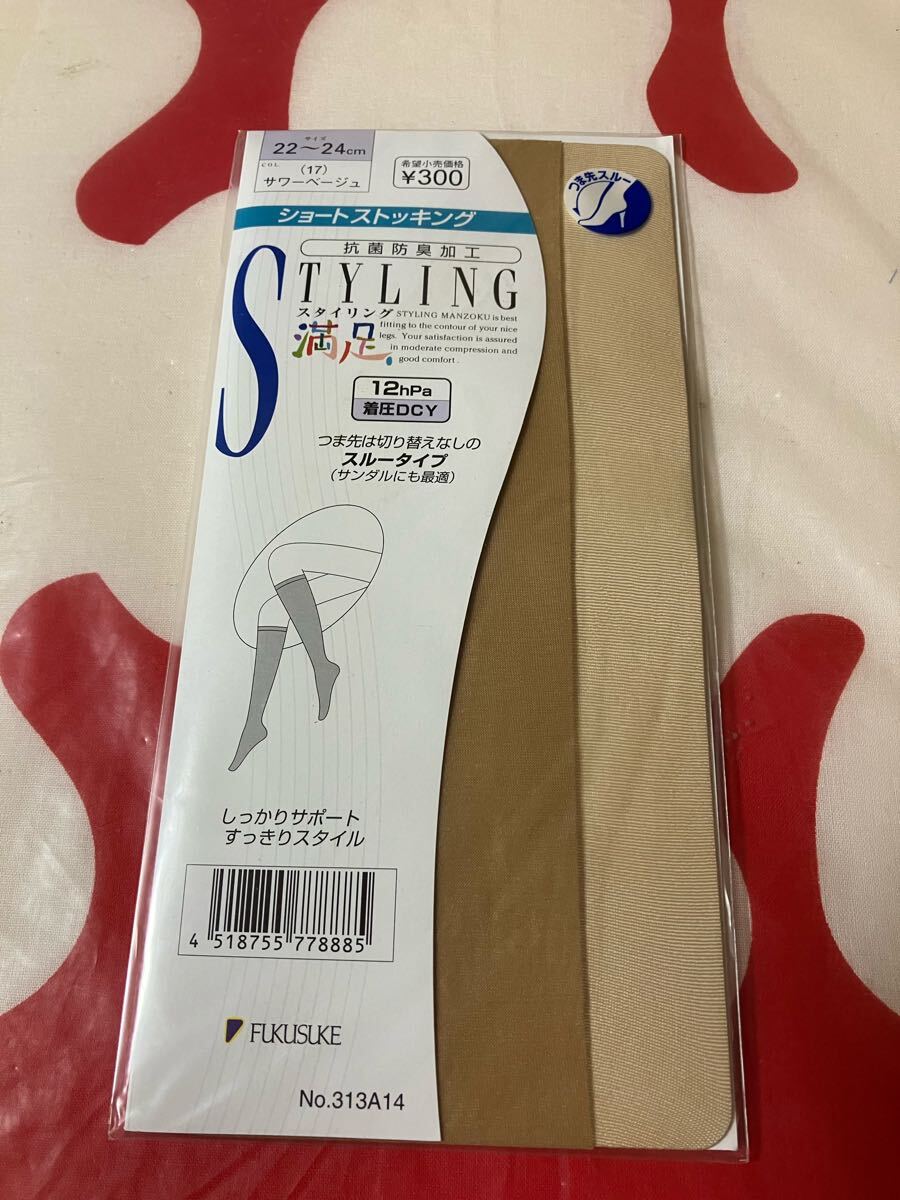 サイズ
22～24cm
COL
(17)
サワーベージュ
希望小売価格
¥300
つま先スルー
ショートストッキング
抗菌防臭加工
STYLING
スタイリング
満足
STYLING MANZOKU is best
fitting to the contour of your nice
legs. Your satisfaction is assured
in moderate compression and
good comfort.
12hPa
着圧DCY
つま先は切り替えなしの
スルータイプ
(サンダルにも最適)
しっかりサポート
すっきりスタイル
4 518755 778885
FUKUSUKE
No.313A14